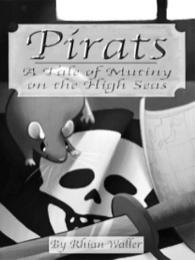 Pirats
A Tale of Mutiny
on the High Seas
By Rhian Waller